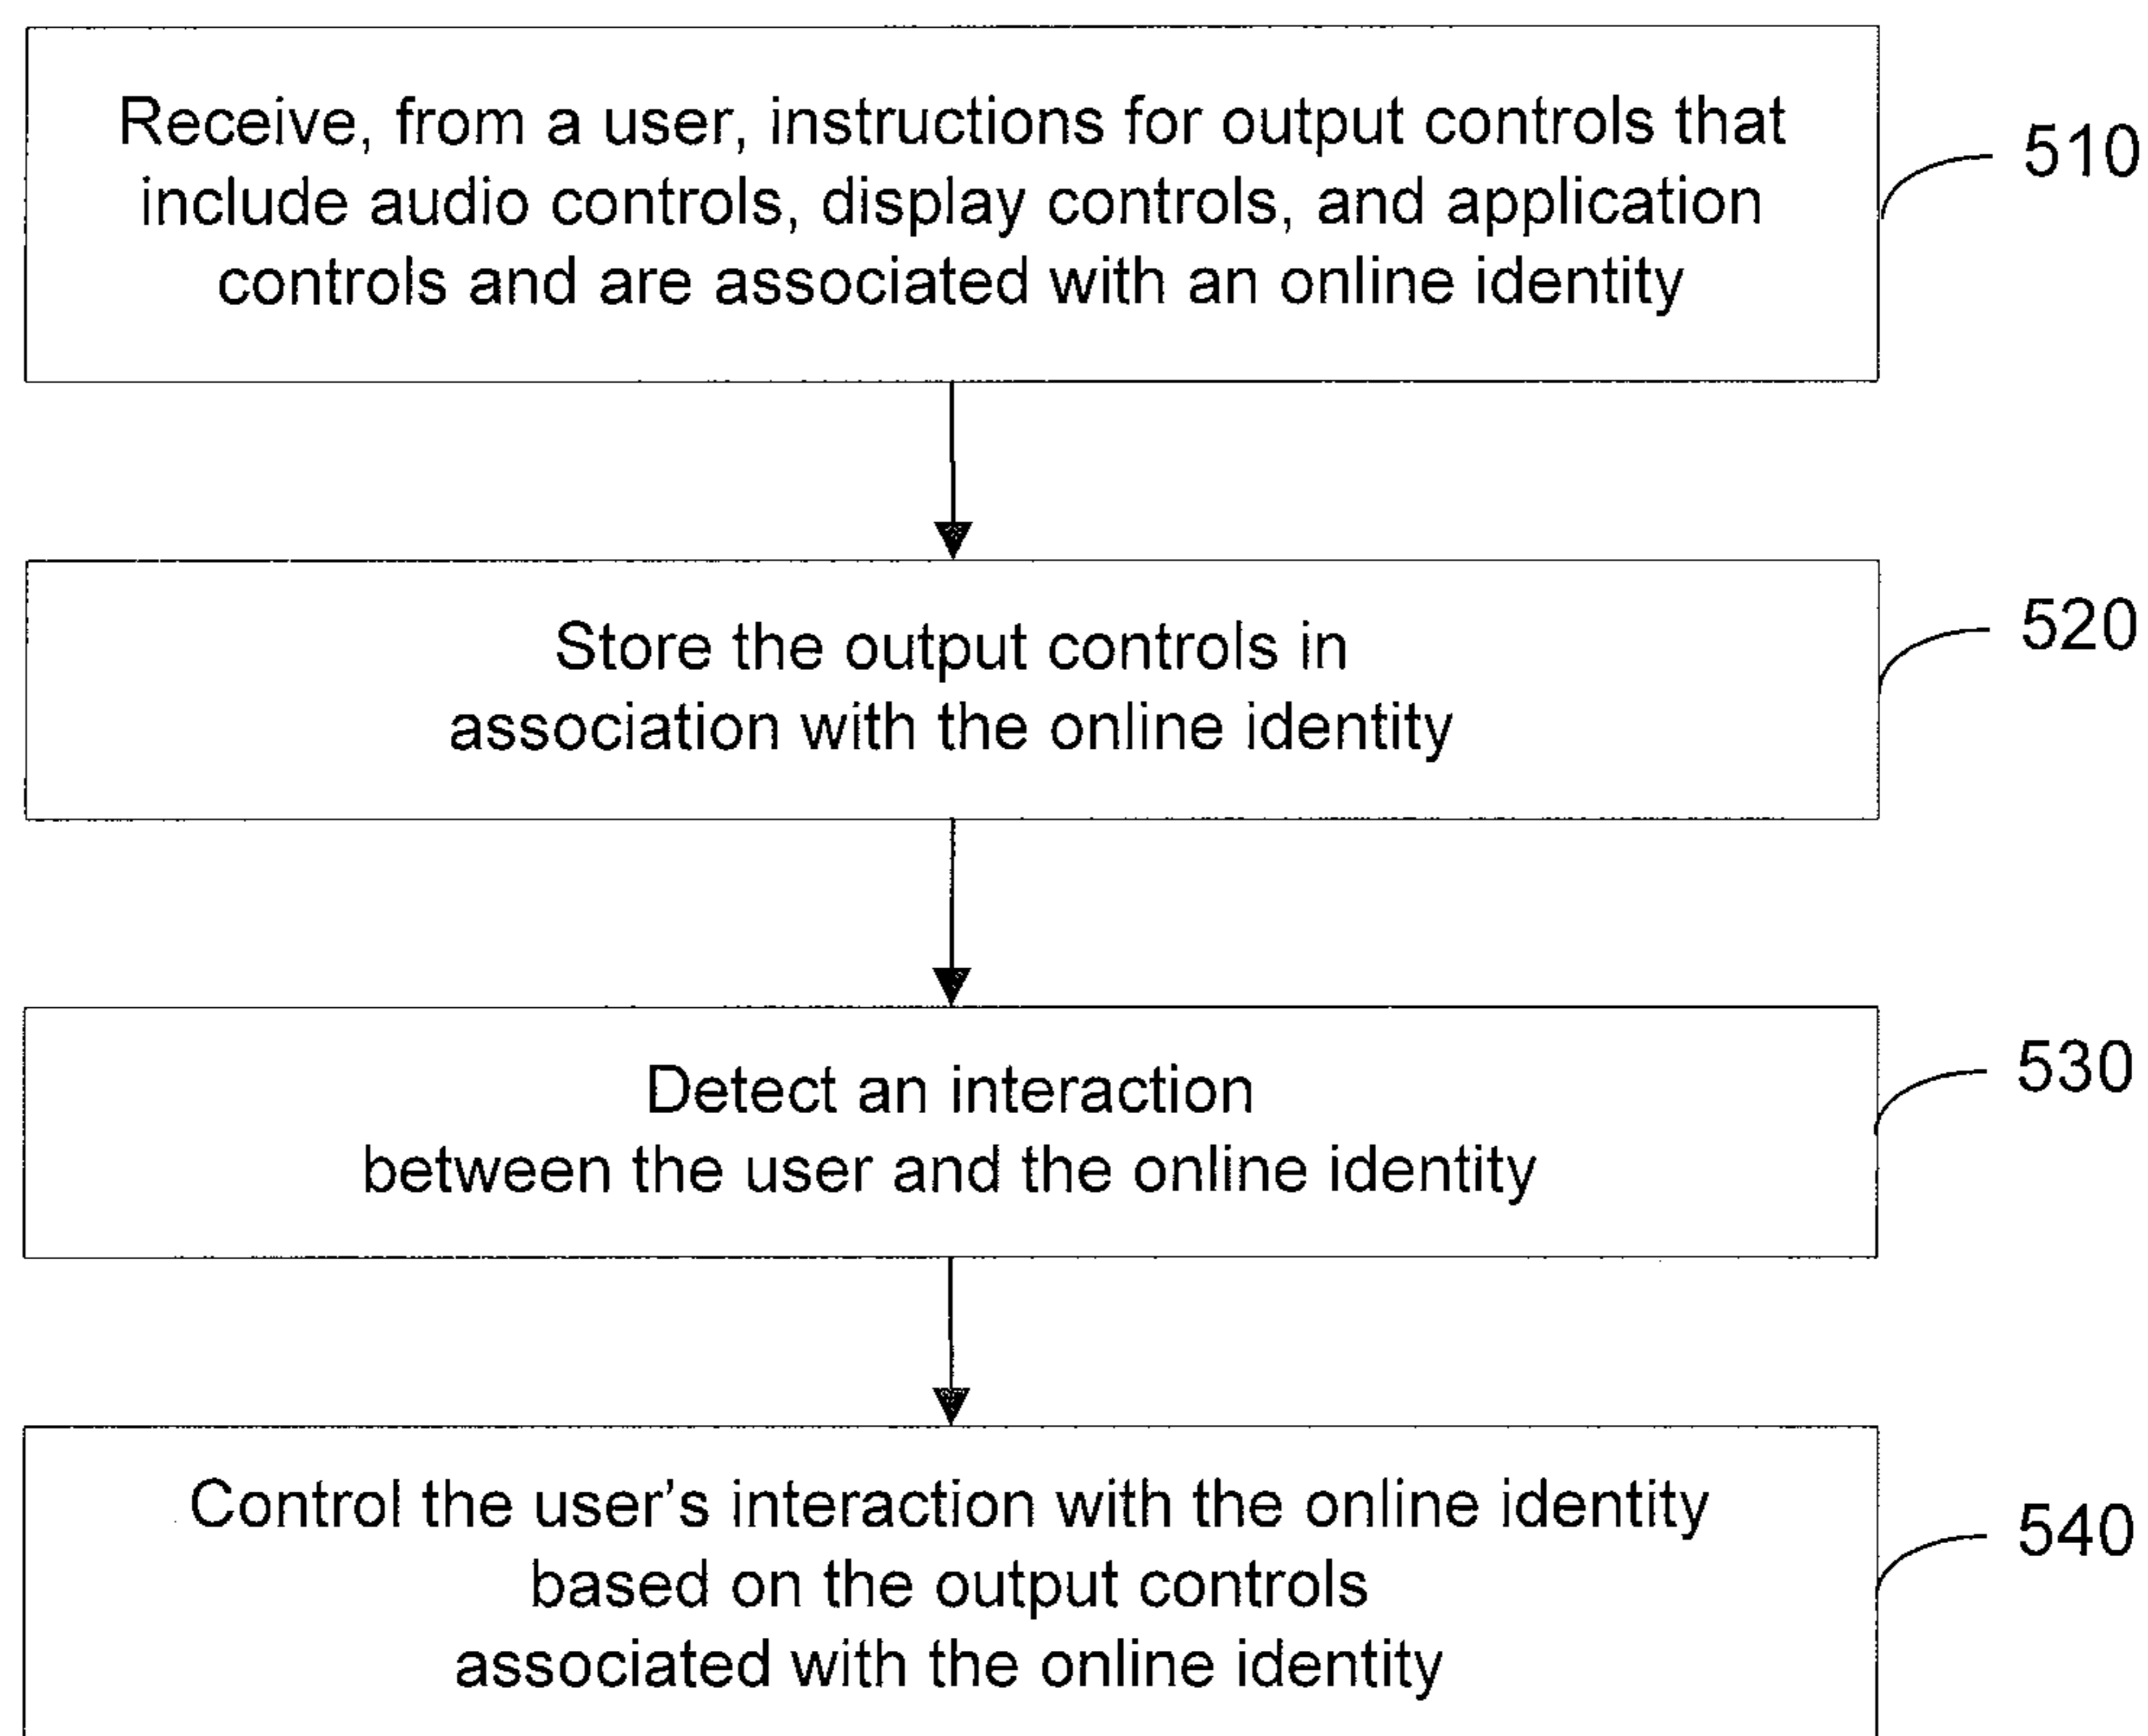 Receive, from a user, instructions for output controls that
include audio controls, display controls, and application
controls and are associated with an online identity
510
Store the output controls in
association with the online identity
520
Detect an interaction
between the user and the online identity
530
Control the user's interaction with the online identity
based on the output controls
associated with the online identity
540